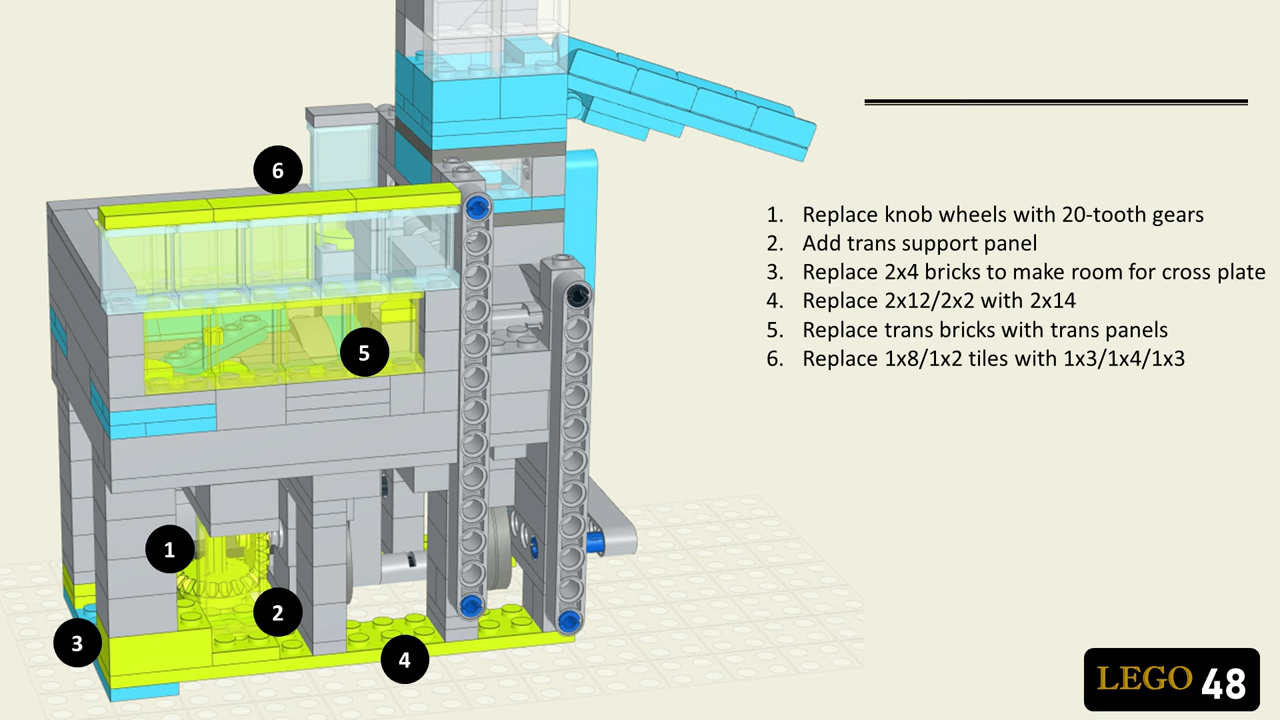 6
1. Replace knob wheels with 20-tooth gears
2. Add trans support panel
3. Replace 2x4 bricks to make room for cross plate
4. Replace 2x12/2x2 with 2x14
5. Replace trans bricks with trans panels
6. Replace 1x8/1x2 tiles with 1x3/1x4/1x3
5
1
2
3
4
LEGO 48